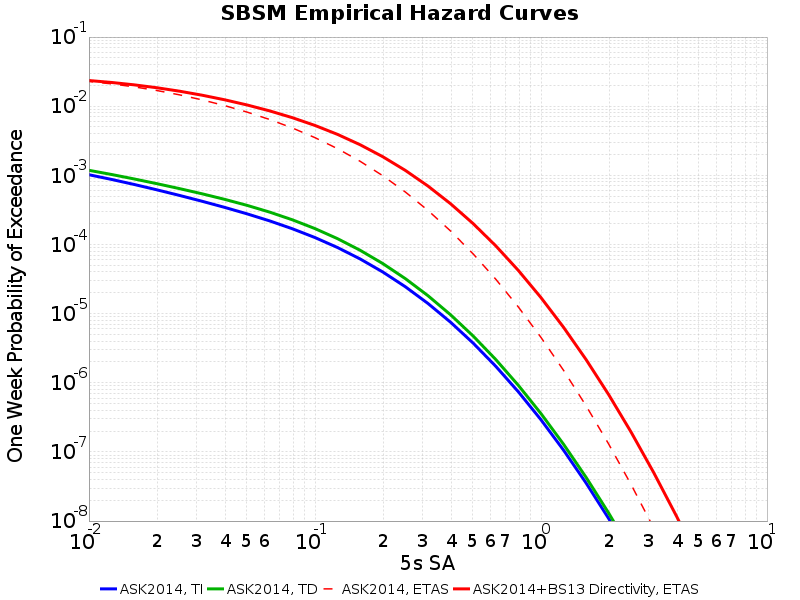 SBSM Empirical Hazard Curves
One Week Probability of Exceedance
10-1
10-2
10-3
10-4
10-5
10-6
10-7
10-8
10-2 2 3 4 5 6 10-1 2 3 4 5 6 7 100 2 3 4 5 6 7 101
5s SA
ASK2014, TI ASK2014, TD ASK2014, ETAS ASK2014+BS13 Directivity, ETAS